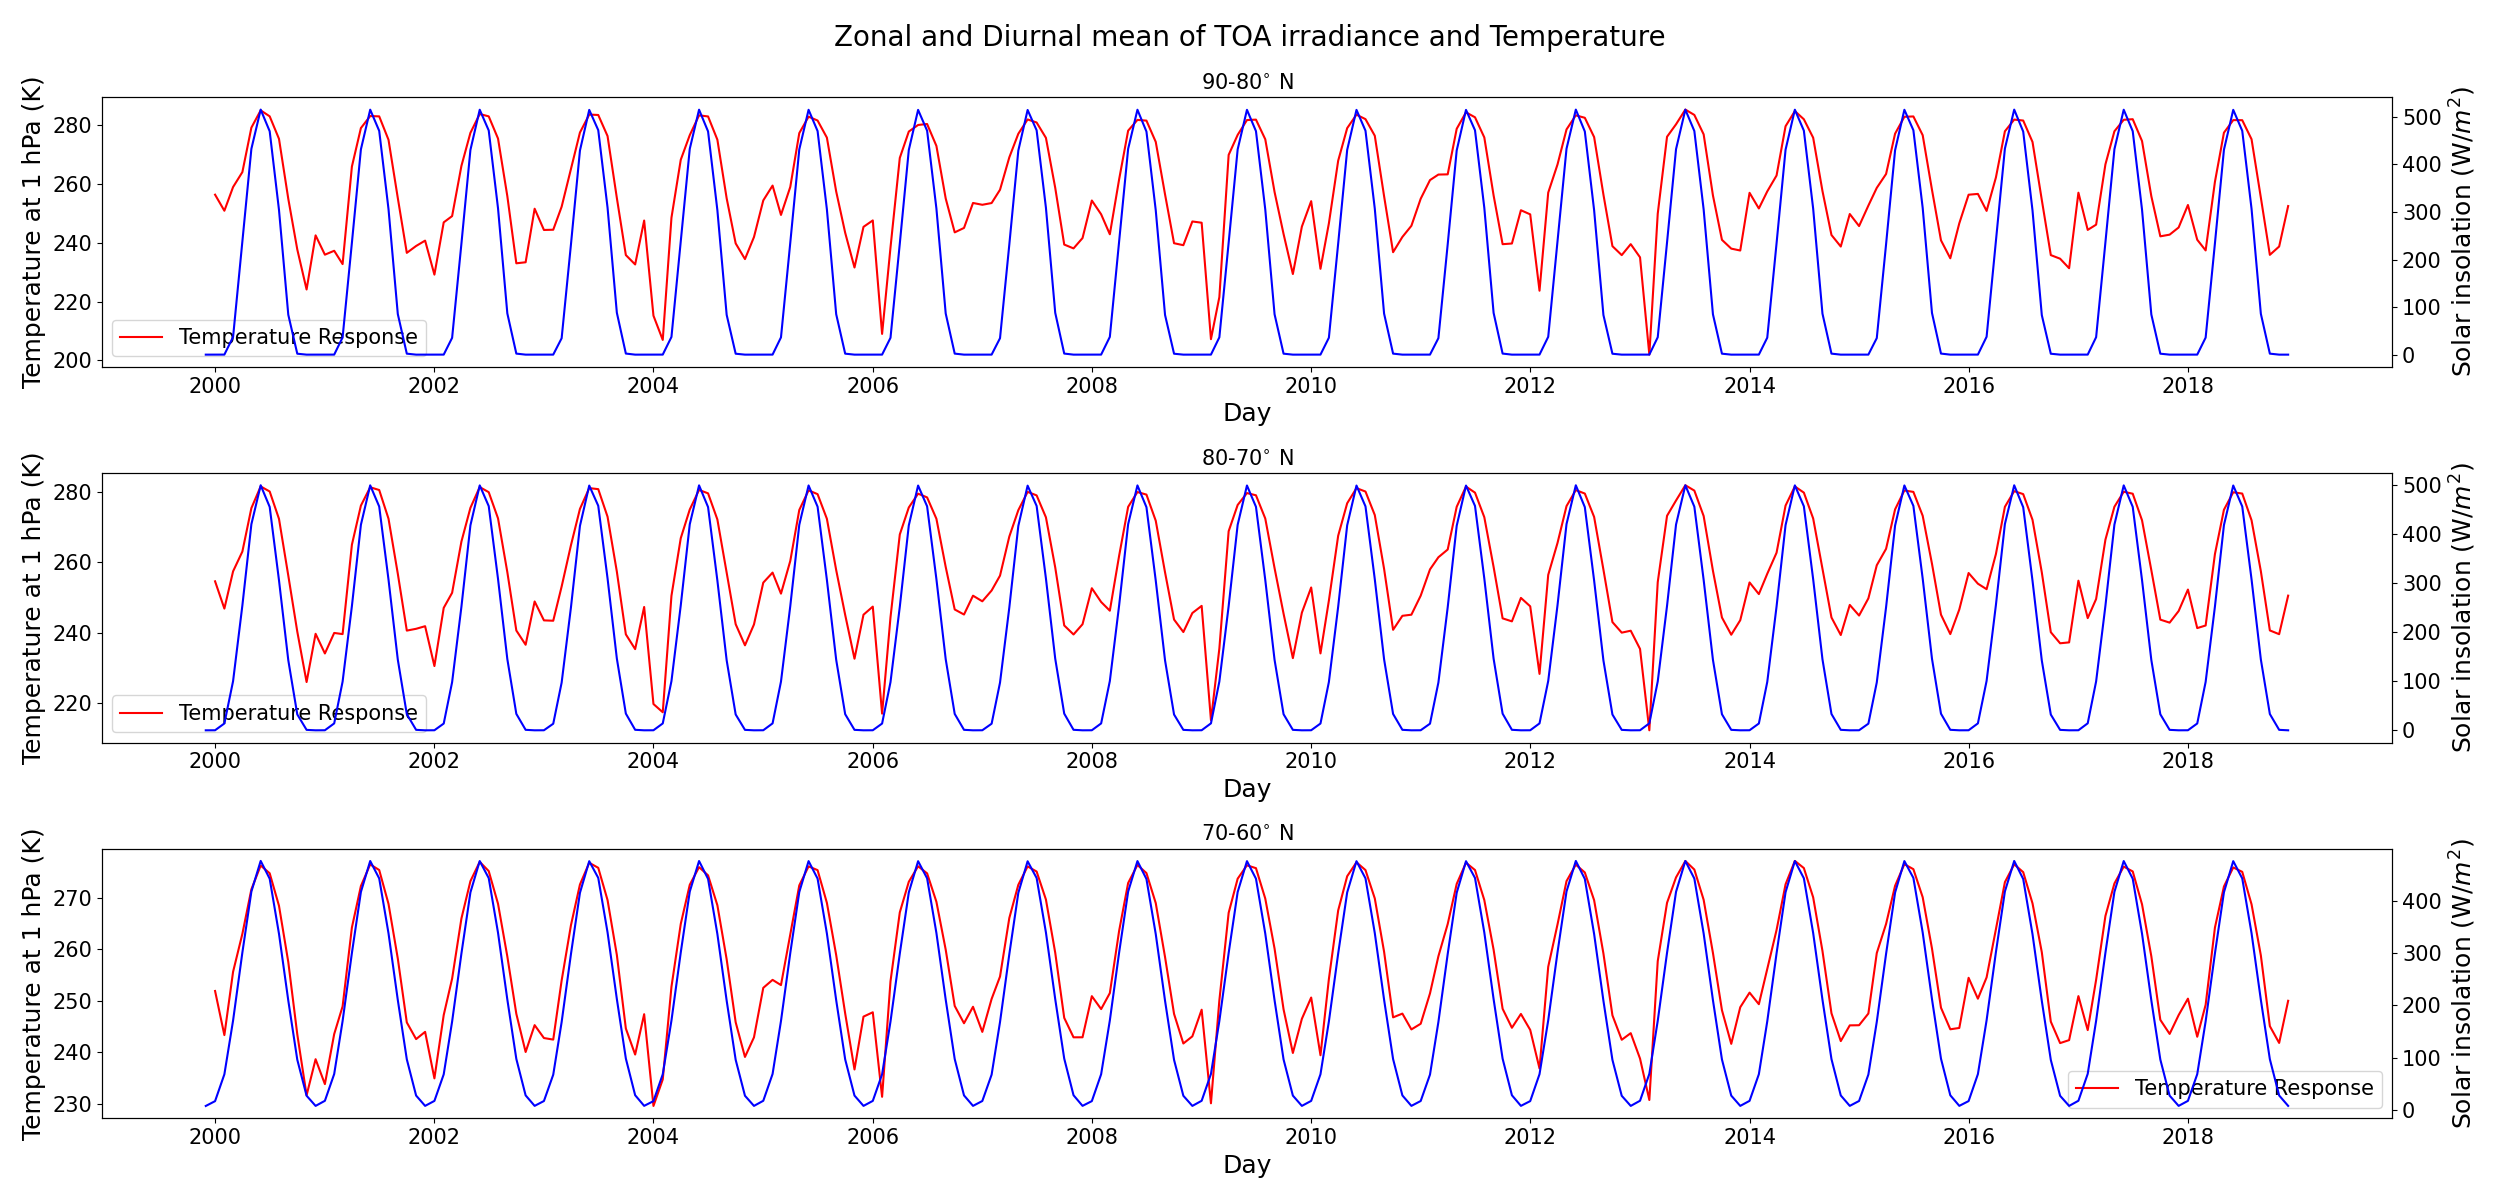 Zonal and Diurnal mean of TOA irradiance and Temperature
90-80° N
Temperature at 1 hPa (K)
280
260
240
220
200
Solar insolation (W/m²)
500
400
300
200
100
0
Temperature Response
2000 2002 2004 2006 2008 2010 2012 2014 2016 2018
Day
80-70° N
Temperature at 1 hPa (K)
280
260
240
220
Solar insolation (W/m²)
500
400
300
200
100
0
Temperature Response
2000 2002 2004 2006 2008 2010 2012 2014 2016 2018
Day
70-60° N
Temperature at 1 hPa (K)
270
260
250
240
230
Solar insolation (W/m²)
400
300
200
100
0
Temperature Response
2000 2002 2004 2006 2008 2010 2012 2014 2016 2018
Day